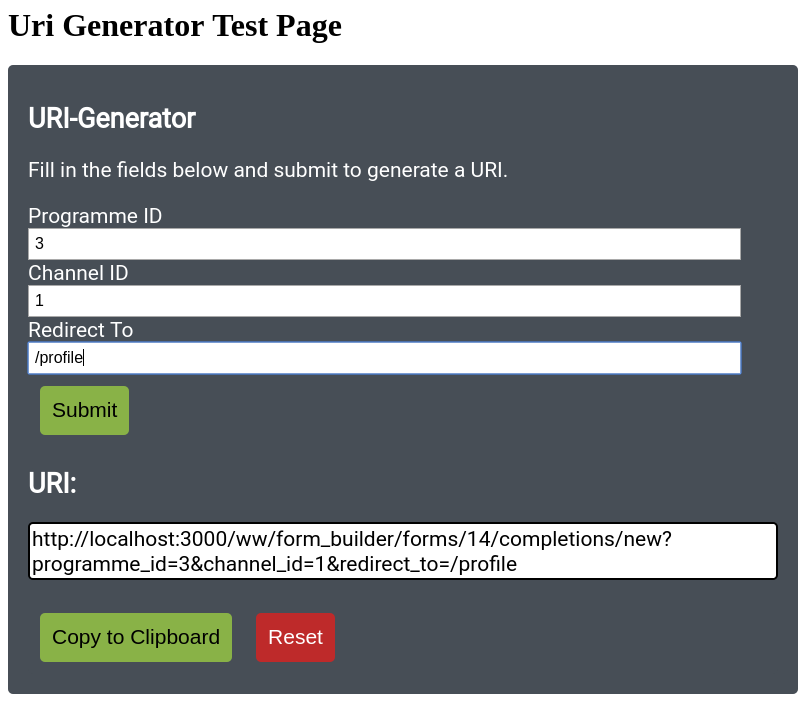 Uri Generator Test Page
URI-Generator
Fill in the fields below and submit to generate a URI.
Programme ID
3
Channel ID
1
Redirect To
/profile
Submit
URI:
http://localhost:3000/ww/form_builder/forms/14/completions/new?
programme_id=3&channel_id=1&redirect_to=/profile
Copy to Clipboard Reset